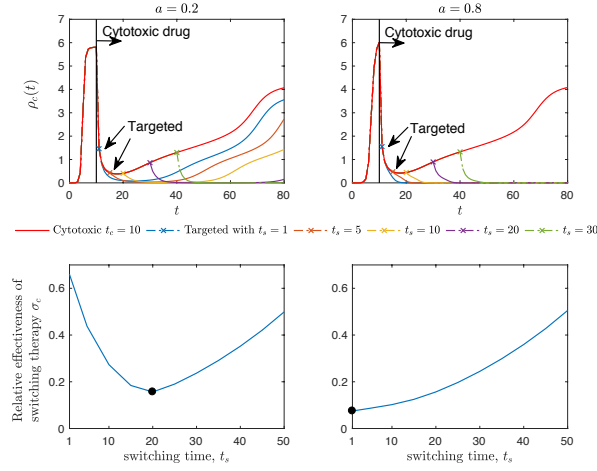 a = 0.2
a = 0.8
7
6
5
4
3
2
1
0
ρc(t)
Cytotoxic drug
Targeted
0 20 40 60 80
t
7
6
5
4
3
2
1
0
Cytotoxic drug
Targeted
0 20 40 60 80
t
Cytotoxic tc = 10 Targeted with ts = 1 ts = 5 ts = 10 ts = 20 ts = 30
Relative effectiveness of
switching therapy σc
0.6
0.4
0.2
0
1 10 20 30 40 50
switching time, ts
0.6
0.4
0.2
0
1 10 20 30 40 50
switching time, ts